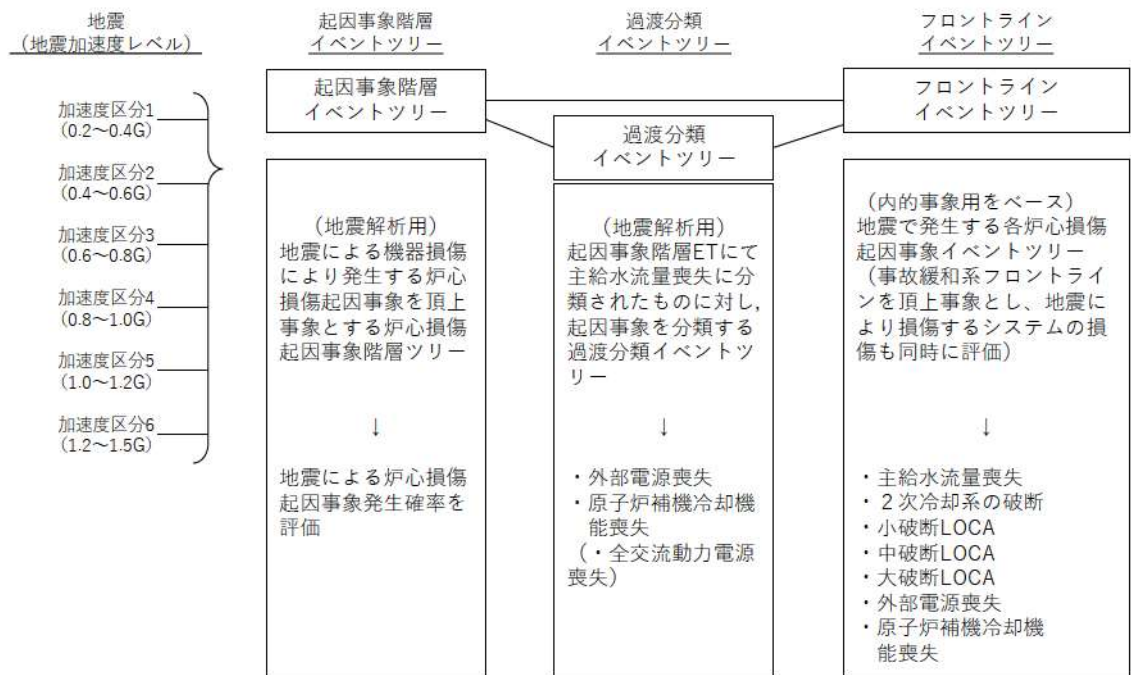 地震
(地震加速度レベル)
加速度区分1
(0.2～0.4G)
加速度区分2
(0.4～0.6G)
加速度区分3
(0.6～0.8G)
加速度区分4
(0.8～1.0G)
加速度区分5
(1.0～1.2G)
加速度区分6
(1.2～1.5G)
起因事象階層
イベントツリー
起因事象階層
イベントツリー
(地震解析用)
地震による機器損傷
により発生する炉心
損傷起因事象を頂上
事象とする炉心損傷
起因事象階層ツリー
↓
地震による炉心損傷
起因事象発生確率を
評価
過渡分類
イベントツリー
過渡分類
イベントツリー
(地震解析用)
起因事象階層ETにて
主給水流量喪失に分
類されたものに対し,
起因事象を分類する
過渡分類イベントツ
リー
↓
・外部電源喪失
・原子炉補機冷却機
能喪失
(・全交流動力電源
喪失)
フロントライン
イベントツリー
フロントライン
イベントツリー
(内的事象用をベース)
地震で発生する各炉心損傷
起因事象イベントツリー
(事故緩和系フロントライ
ンを頂上事象とし、地震に
より損傷するシステムの損
傷も同時に評価)
↓
・主給水流量喪失
・２次冷却系の破断
・小破断LOCA
・中破断LOCA
・大破断LOCA
・外部電源喪失
・原子炉補機冷却機
能喪失